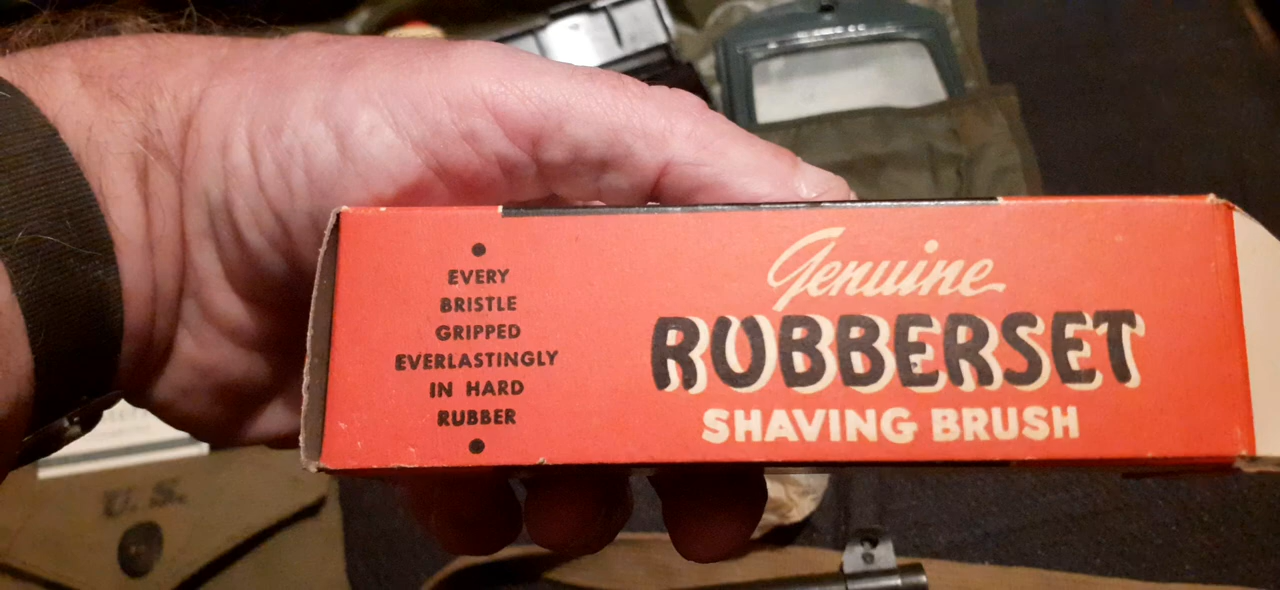 EVERY
BRISTLE
GRIPPED
EVERLASTINGLY
IN HARD
RUBBER
Genuine
RUBBERSET
SHAVING BRUSH
U. S.